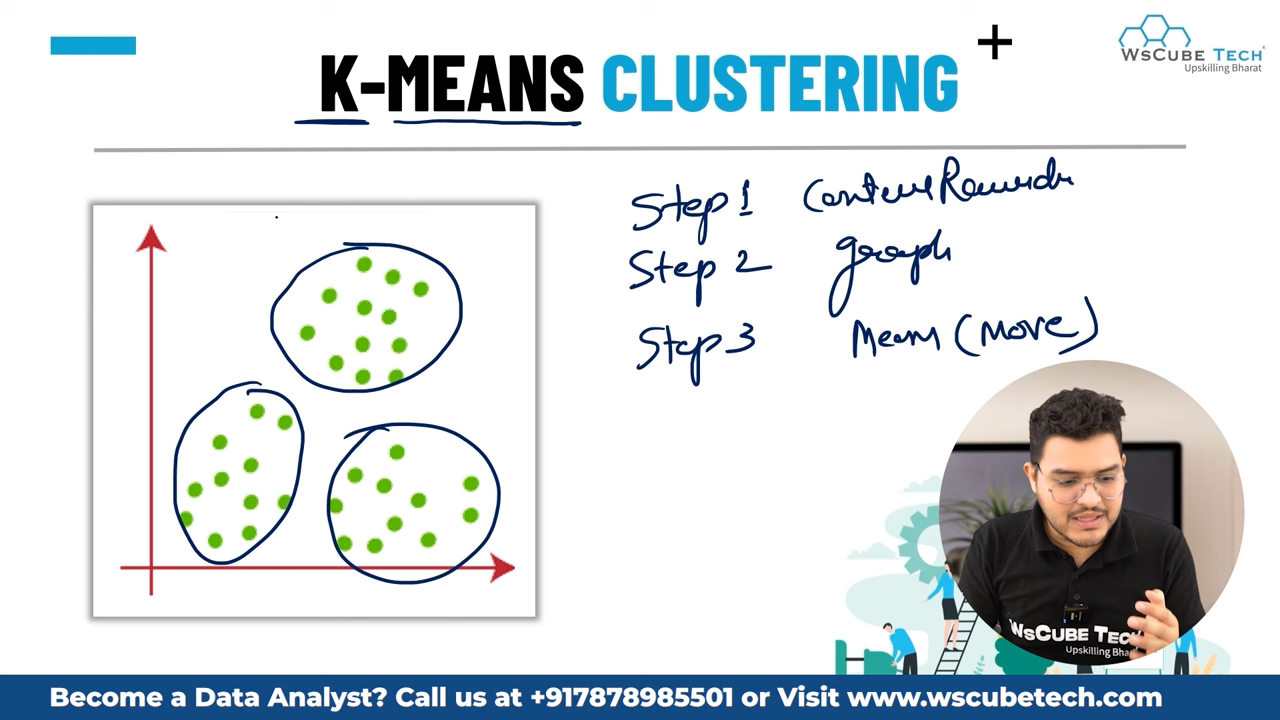 K-MEANS CLUSTERING
WsCube Tech
Upskilling Bharat
Step 1
Step 2 graph
Step 3 Mean (Move)
WsCube Tech
Upskilling Bhar
Become a Data Analyst? Call us at +917878985501 or Visit www.wscubetech.com